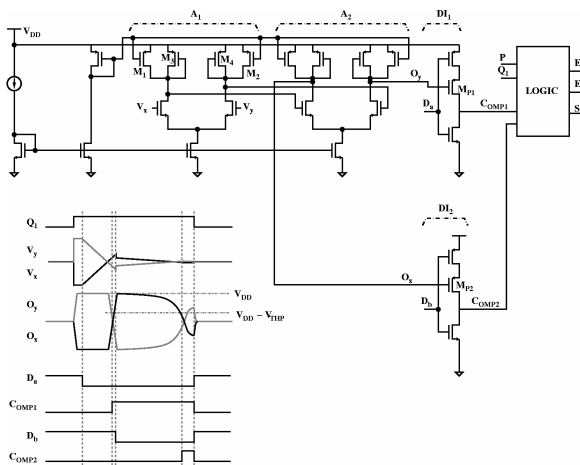 A1 A2 DI1
VDD
M1 M3 M4 M2
Oy
MP1
P
Q1
LOGIC
E
E
S
Vx Vy
Da
COMP1
DI2
Ox
MP2
Db
COMP2
Q1
Vy
Vx
Oy
VDD
VDD − VTHP
Ox
Da
COMP1
Db
COMP2